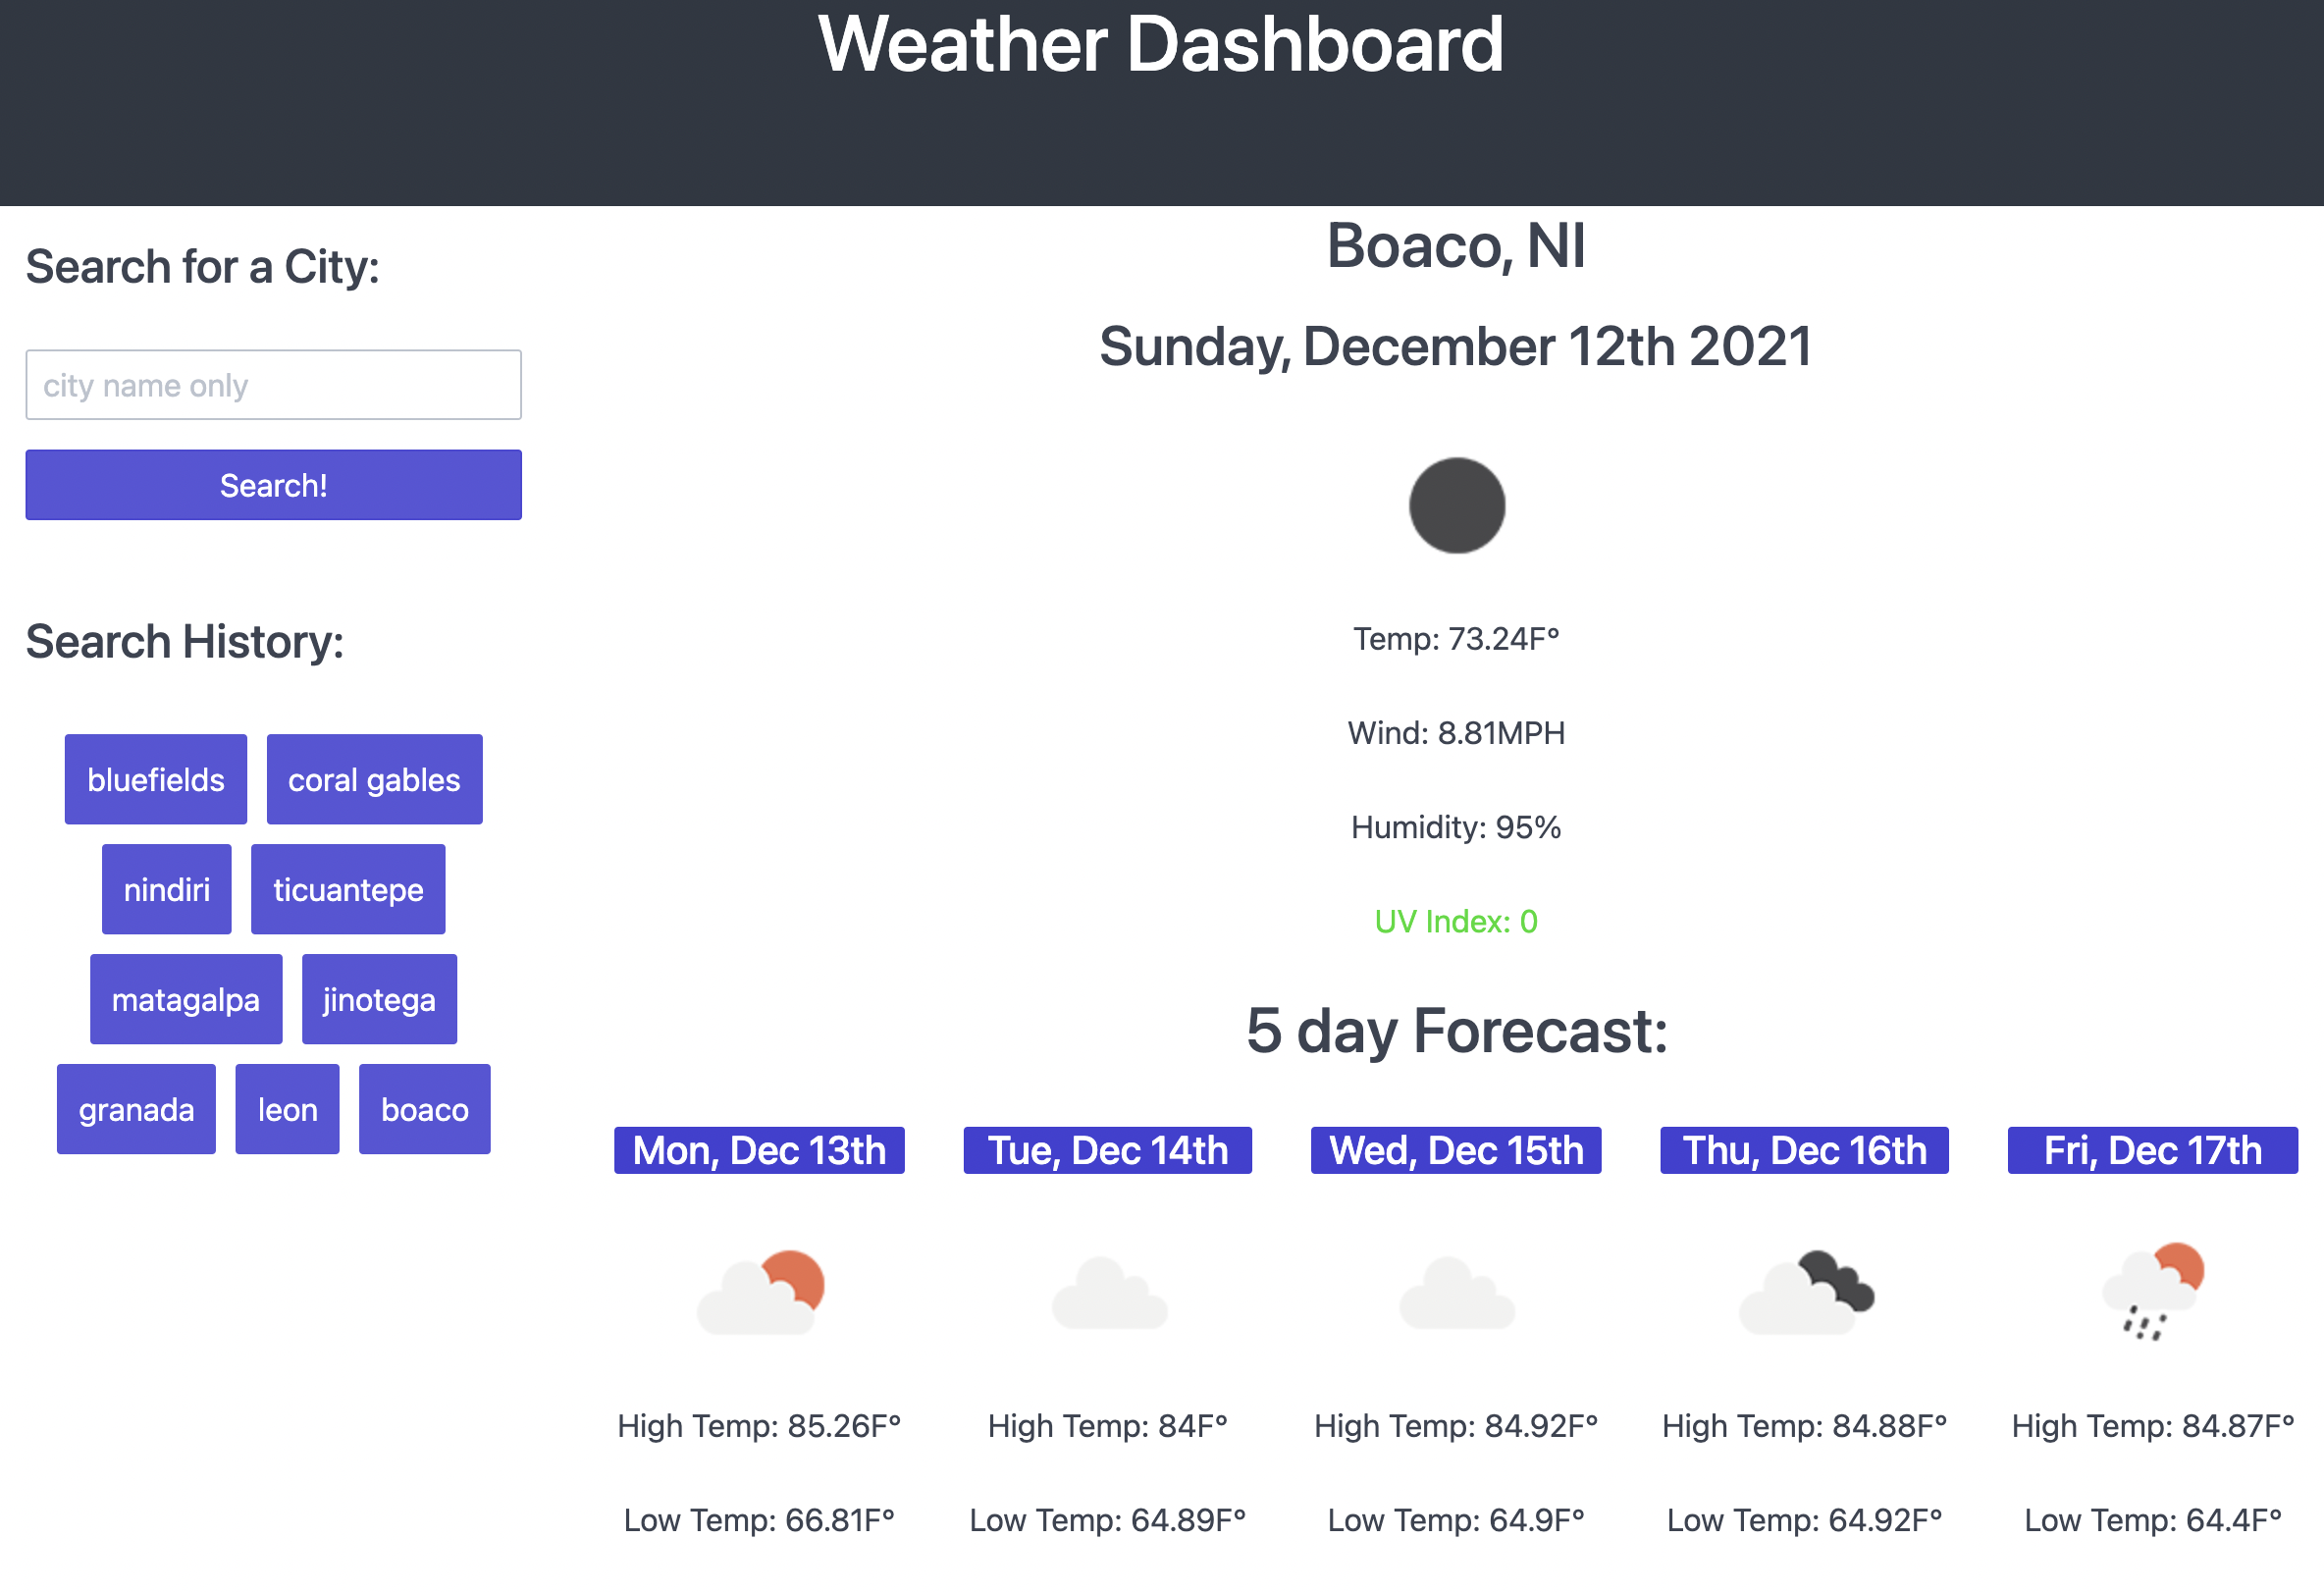 Weather Dashboard
Search for a City:
city name only
Search!
Search History:
bluefields coral gables
nindiri ticuantepe
matagalpa jinotega
granada leon boaco
Boaco, NI
Sunday, December 12th 2021
Temp: 73.24F°
Wind: 8.81MPH
Humidity: 95%
UV Index: 0
5 day Forecast:
Mon, Dec 13th Tue, Dec 14th Wed, Dec 15th Thu, Dec 16th Fri, Dec 17th
High Temp: 85.26F° High Temp: 84F° High Temp: 84.92F° High Temp: 84.88F° High Temp: 84.87F°
Low Temp: 66.81F° Low Temp: 64.89F° Low Temp: 64.9F° Low Temp: 64.92F° Low Temp: 64.4F°